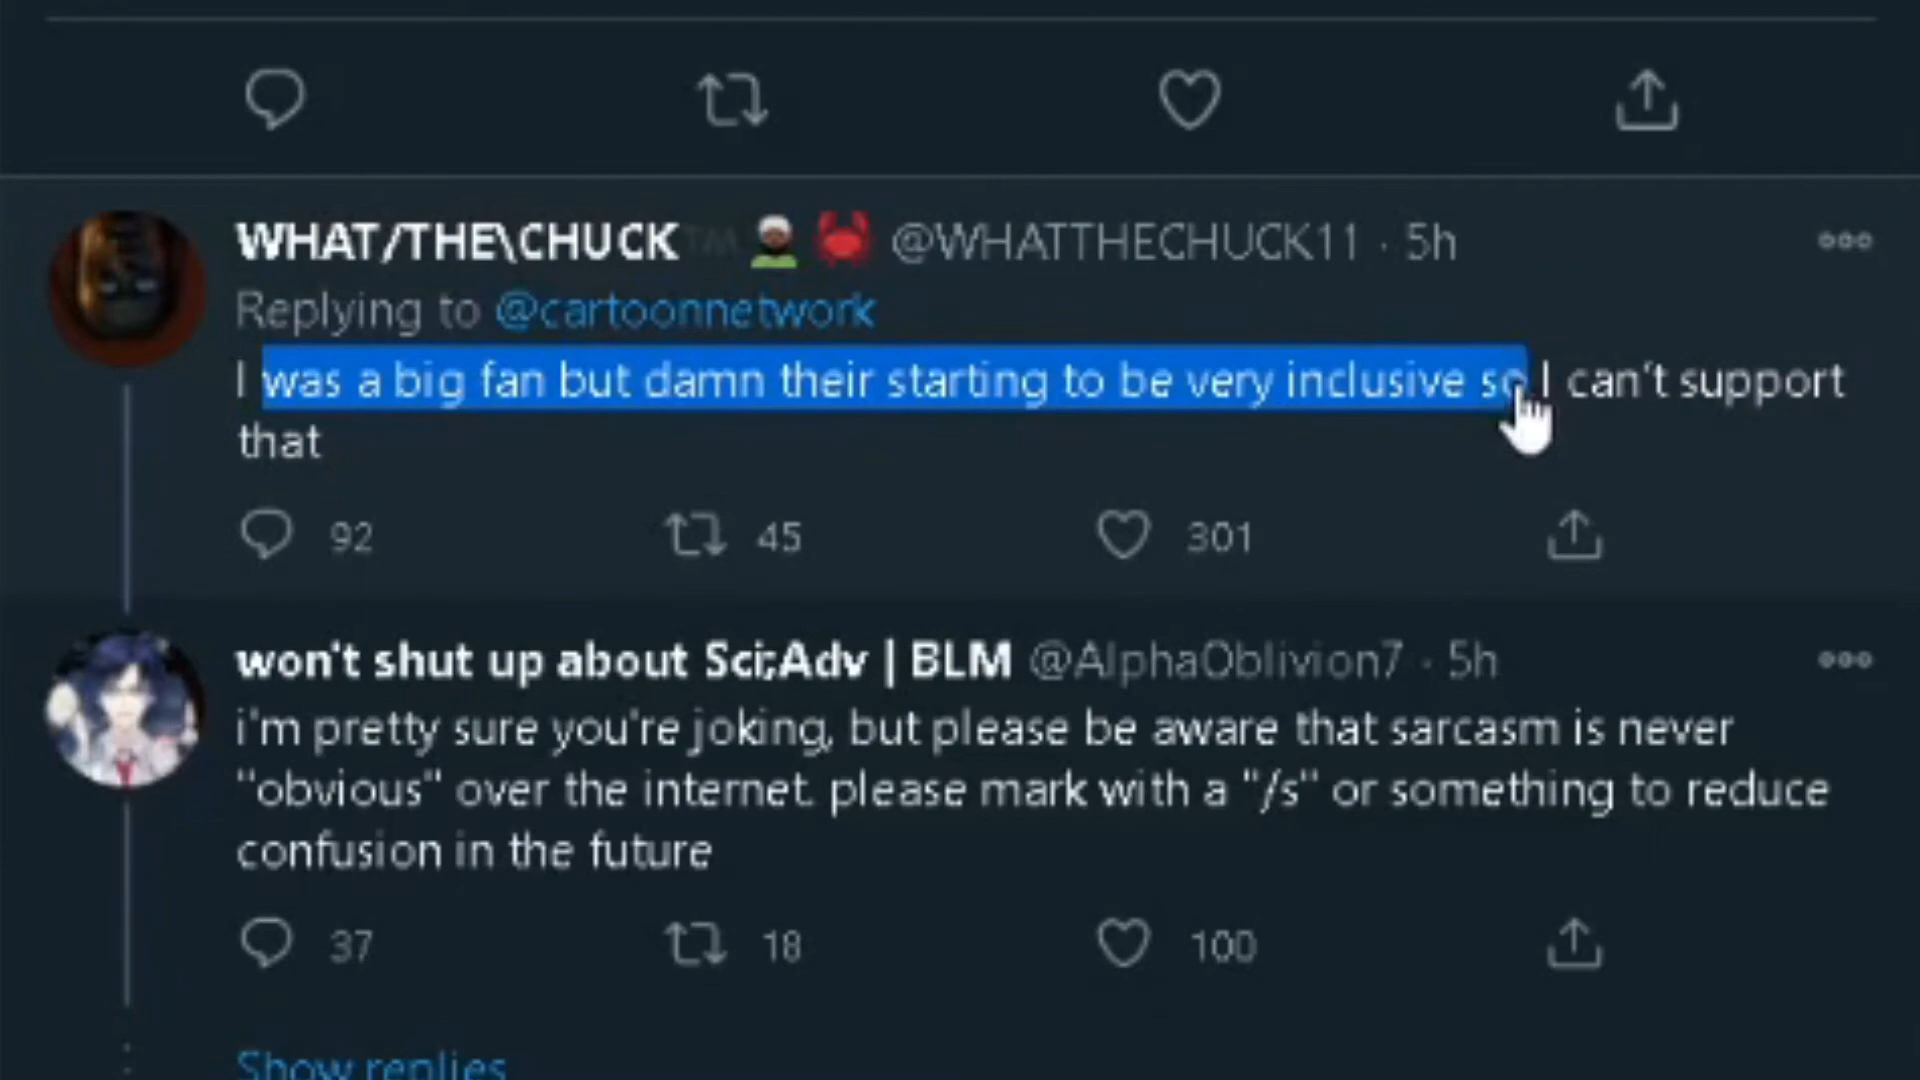 WHAT/THE\CHUCK™ @WHATTHECHUCK11 · 5h
Replying to @cartoonnetwork
I was a big fan but damn their starting to be very inclusive so I can't support
that
92 45 301
won't shut up about Sci;Adv | BLM @AlphaOblivion7 · 5h
i'm pretty sure you're joking, but please be aware that sarcasm is never
"obvious" over the internet. please mark with a "/s" or something to reduce
confusion in the future
37 18 100
Show replies